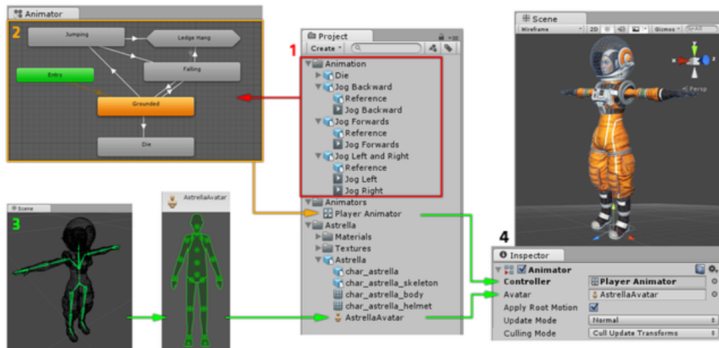 Animator
2
Jumping
Ledge Hang
Falling
Entry
Grounded
Die
1
Project
Create
Animation
Die
Jog Backward
Reference
Jog Backward
Jog Forwards
Reference
Jog Forwards
Jog Left and Right
Reference
Jog Left
Jog Right
Animators
Player Animator
Astrella
Materials
Textures
Astrella
char_astrella
char_astrella_skeleton
char_astrella_body
char_astrella_helmet
AstrellaAvatar
3
Scene
AstrellaAvatar
Scene
Wireframe
2D
Gizmos
Persp
4
Inspector
Animator
Controller
Player Animator
Avatar
AstrellaAvatar
Apply Root Motion
Update Mode
Normal
Culling Mode
Cull Update Transforms